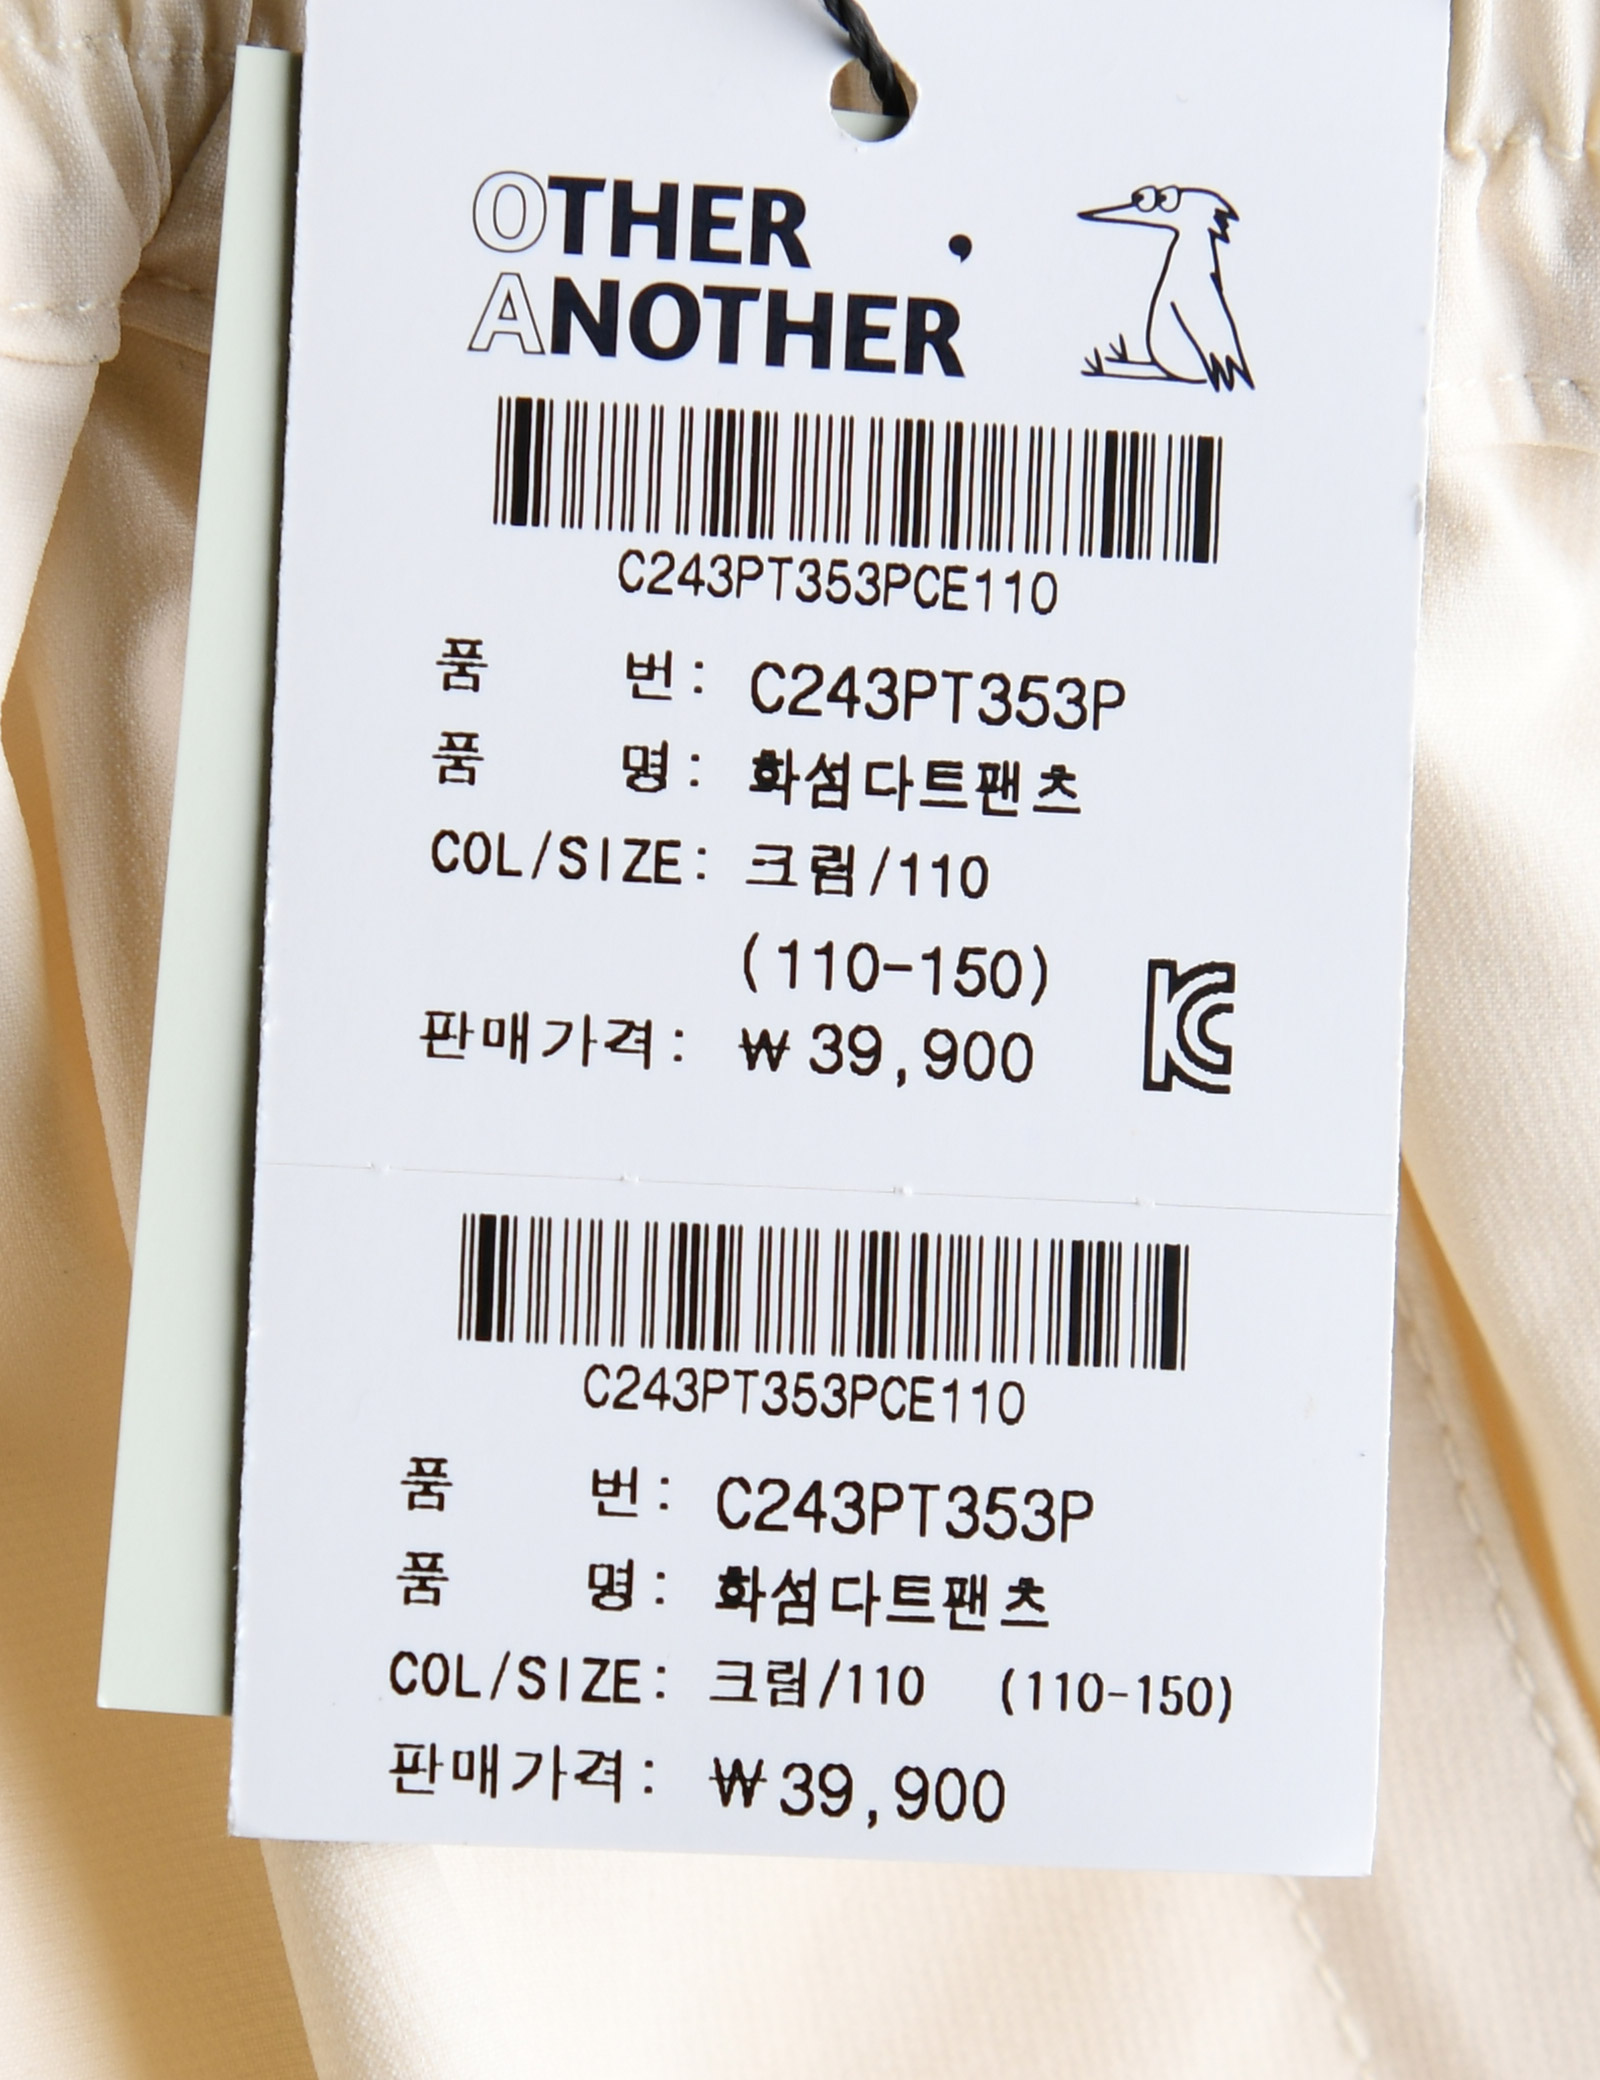 OTHER,
ANOTHER
C243PT353PCE110
품 번: C243PT353P
품 명: 화섬다트팬츠
COL/SIZE: 크림/110
(110-150)
판매가격: ₩39,900
KC
C243PT353PCE110
품 번: C243PT353P
품 명: 화섬다트팬츠
COL/SIZE: 크림/110 (110-150)
판매가격: ₩39,900